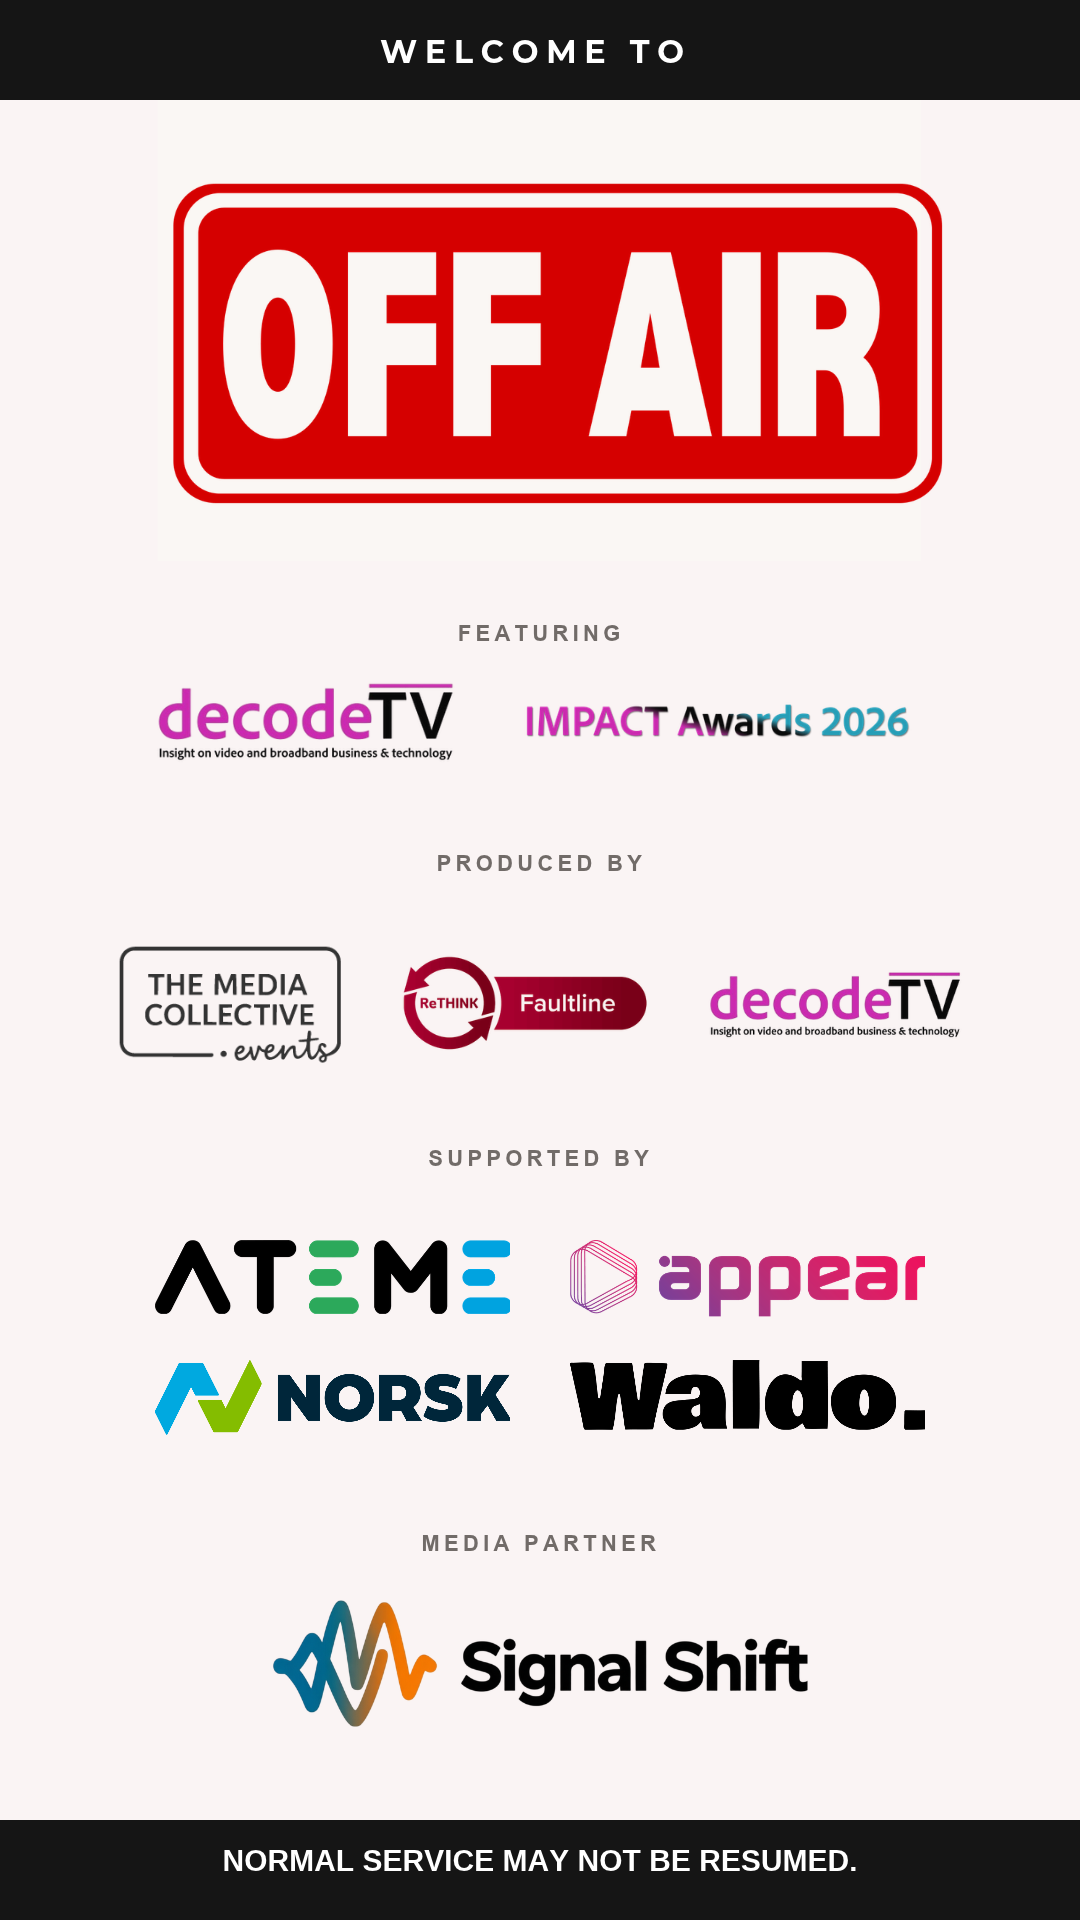 WELCOME TO
OFF AIR
FEATURING
decodeTV
Insight on video and broadband business & technology
IMPACT Awards 2026
PRODUCED BY
THE MEDIA
COLLECTIVE
events
ReTHINK
Faultline
decodeTV
Insight on video and broadband business & technology
SUPPORTED BY
ATEME
appear
NORSK
Waldo.
MEDIA PARTNER
Signal Shift
NORMAL SERVICE MAY NOT BE RESUMED.